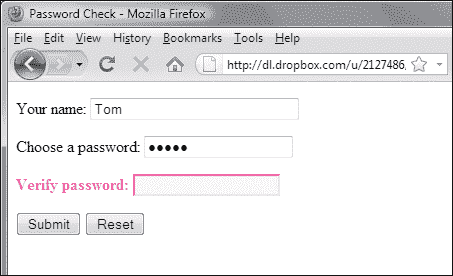 Password Check - Mozilla Firefox
File Edit View History Bookmarks Tools Help
http://dl.dropbox.com/u/2127486,
Your name: Tom
Choose a password: •••••
Verify password:
Submit Reset